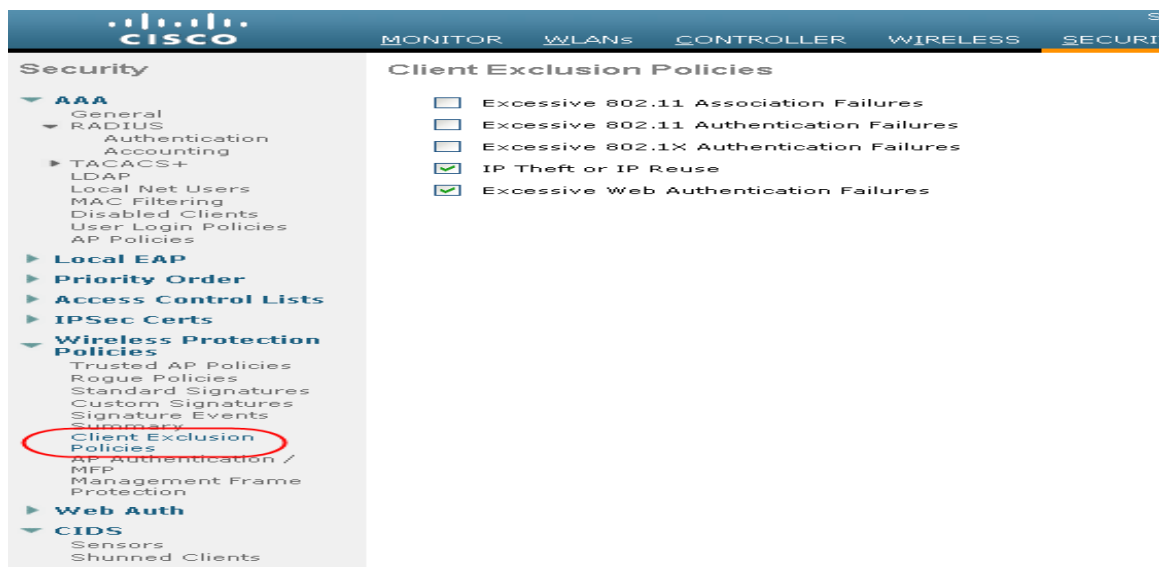 S
CISCO
MONITOR WLANs CONTROLLER WIRELESS SECURI
Security
AAA
General
RADIUS
Authentication
Accounting
TACACS+
LDAP
Local Net Users
MAC Filtering
Disabled Clients
User Login Policies
AP Policies
Local EAP
Priority Order
Access Control Lists
IPSec Certs
Wireless Protection
Policies
Trusted AP Policies
Rogue Policies
Standard Signatures
Custom Signatures
Signature Events
Summary
Client Exclusion
Policies
AP Authentication /
MFP
Management Frame
Protection
Web Auth
CIDS
Sensors
Shunned Clients
Client Exclusion Policies
Excessive 802.11 Association Failures
Excessive 802.11 Authentication Failures
Excessive 802.1X Authentication Failures
IP Theft or IP Reuse
Excessive Web Authentication Failures